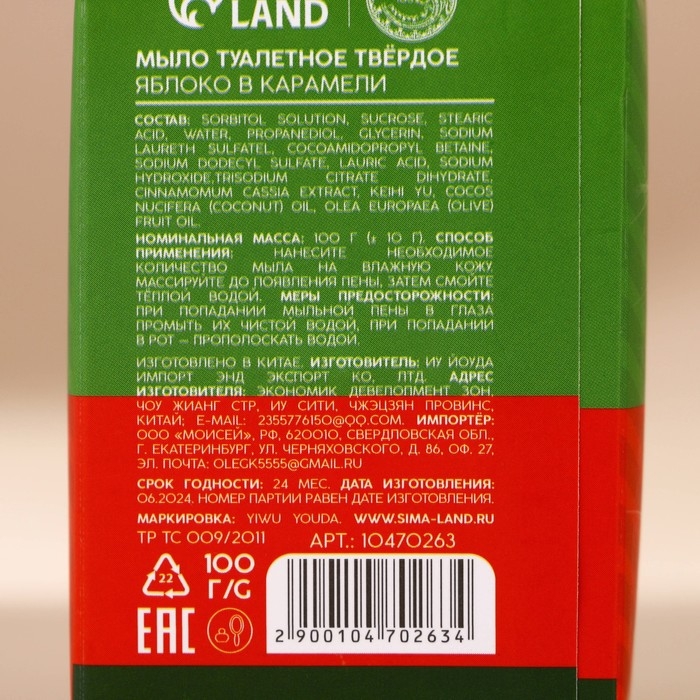 LAND
МЫЛО ТУАЛЕТНОЕ ТВЁРДОЕ
ЯБЛОКО В КАРАМЕЛИ
СОСТАВ: SORBITOL SOLUTION, SUCROSE, STEARIC
ACID, WATER, PROPANEDIOL, GLYCERIN, SODIUM
LAURETH SULFATEL, COCOAMIDOPROPYL BETAINE,
SODIUM DODECYL SULFATE, LAURIC ACID, SODIUM
HYDROXIDE,TRISODIUM CITRATE DIHYDRATE,
CINNAMOMUM CASSIA EXTRACT, KEIHI YU, COCOS
NUCIFERA (COCONUT) OIL, OLEA EUROPAEA (OLIVE)
FRUIT OIL.
НОМИНАЛЬНАЯ МАССА: 100 Г (± 10 Г). СПОСОБ
ПРИМЕНЕНИЯ: НАНЕСИТЕ НЕОБХОДИМОЕ
КОЛИЧЕСТВО МЫЛА НА ВЛАЖНУЮ КОЖУ.
МАССИРУЙТЕ ДО ПОЯВЛЕНИЯ ПЕНЫ, ЗАТЕМ СМОЙТЕ
ТЁПЛОЙ ВОДОЙ. МЕРЫ ПРЕДОСТОРОЖНОСТИ:
ПРИ ПОПАДАНИИ МЫЛЬНОЙ ПЕНЫ В ГЛАЗА
ПРОМЫТЬ ИХ ЧИСТОЙ ВОДОЙ, ПРИ ПОПАДАНИИ
В РОТ – ПРОПОЛОСКАТЬ ВОДОЙ.
ИЗГОТОВЛЕНО В КИТАЕ. ИЗГОТОВИТЕЛЬ: ИУ ЙОУДА
ИМПОРТ ЭНД ЭКСПОРТ КО, ЛТД. АДРЕС
ИЗГОТОВИТЕЛЯ: ЭКОНОМИК ДЕВЕЛОПМЕНТ ЗОН,
ЧОУ ЖИАНГ СТР, ИУ СИТИ, ЧЖЭЦЗЯН ПРОВИНС,
КИТАЙ; E-MAIL: 2355776150@QQ.COM. ИМПОРТЁР:
ООО «МОИСЕЙ», РФ, 620010, СВЕРДЛОВСКАЯ ОБЛ.,
Г. ЕКАТЕРИНБУРГ, УЛ. ЧЕРНЯХОВСКОГО, Д. 86, ОФ. 27,
ЭЛ. ПОЧТА: OLEGK5555@GMAIL.RU
СРОК ГОДНОСТИ: 24 МЕС. ДАТА ИЗГОТОВЛЕНИЯ:
06.2024. НОМЕР ПАРТИИ РАВЕН ДАТЕ ИЗГОТОВЛЕНИЯ.
МАРКИРОВКА: YIWU YOUDA. WWW.SIMA-LAND.RU
ТР ТС 009/2011 АРТ.: 10470263
22
100
Г/G
EAC
2 900104 702634